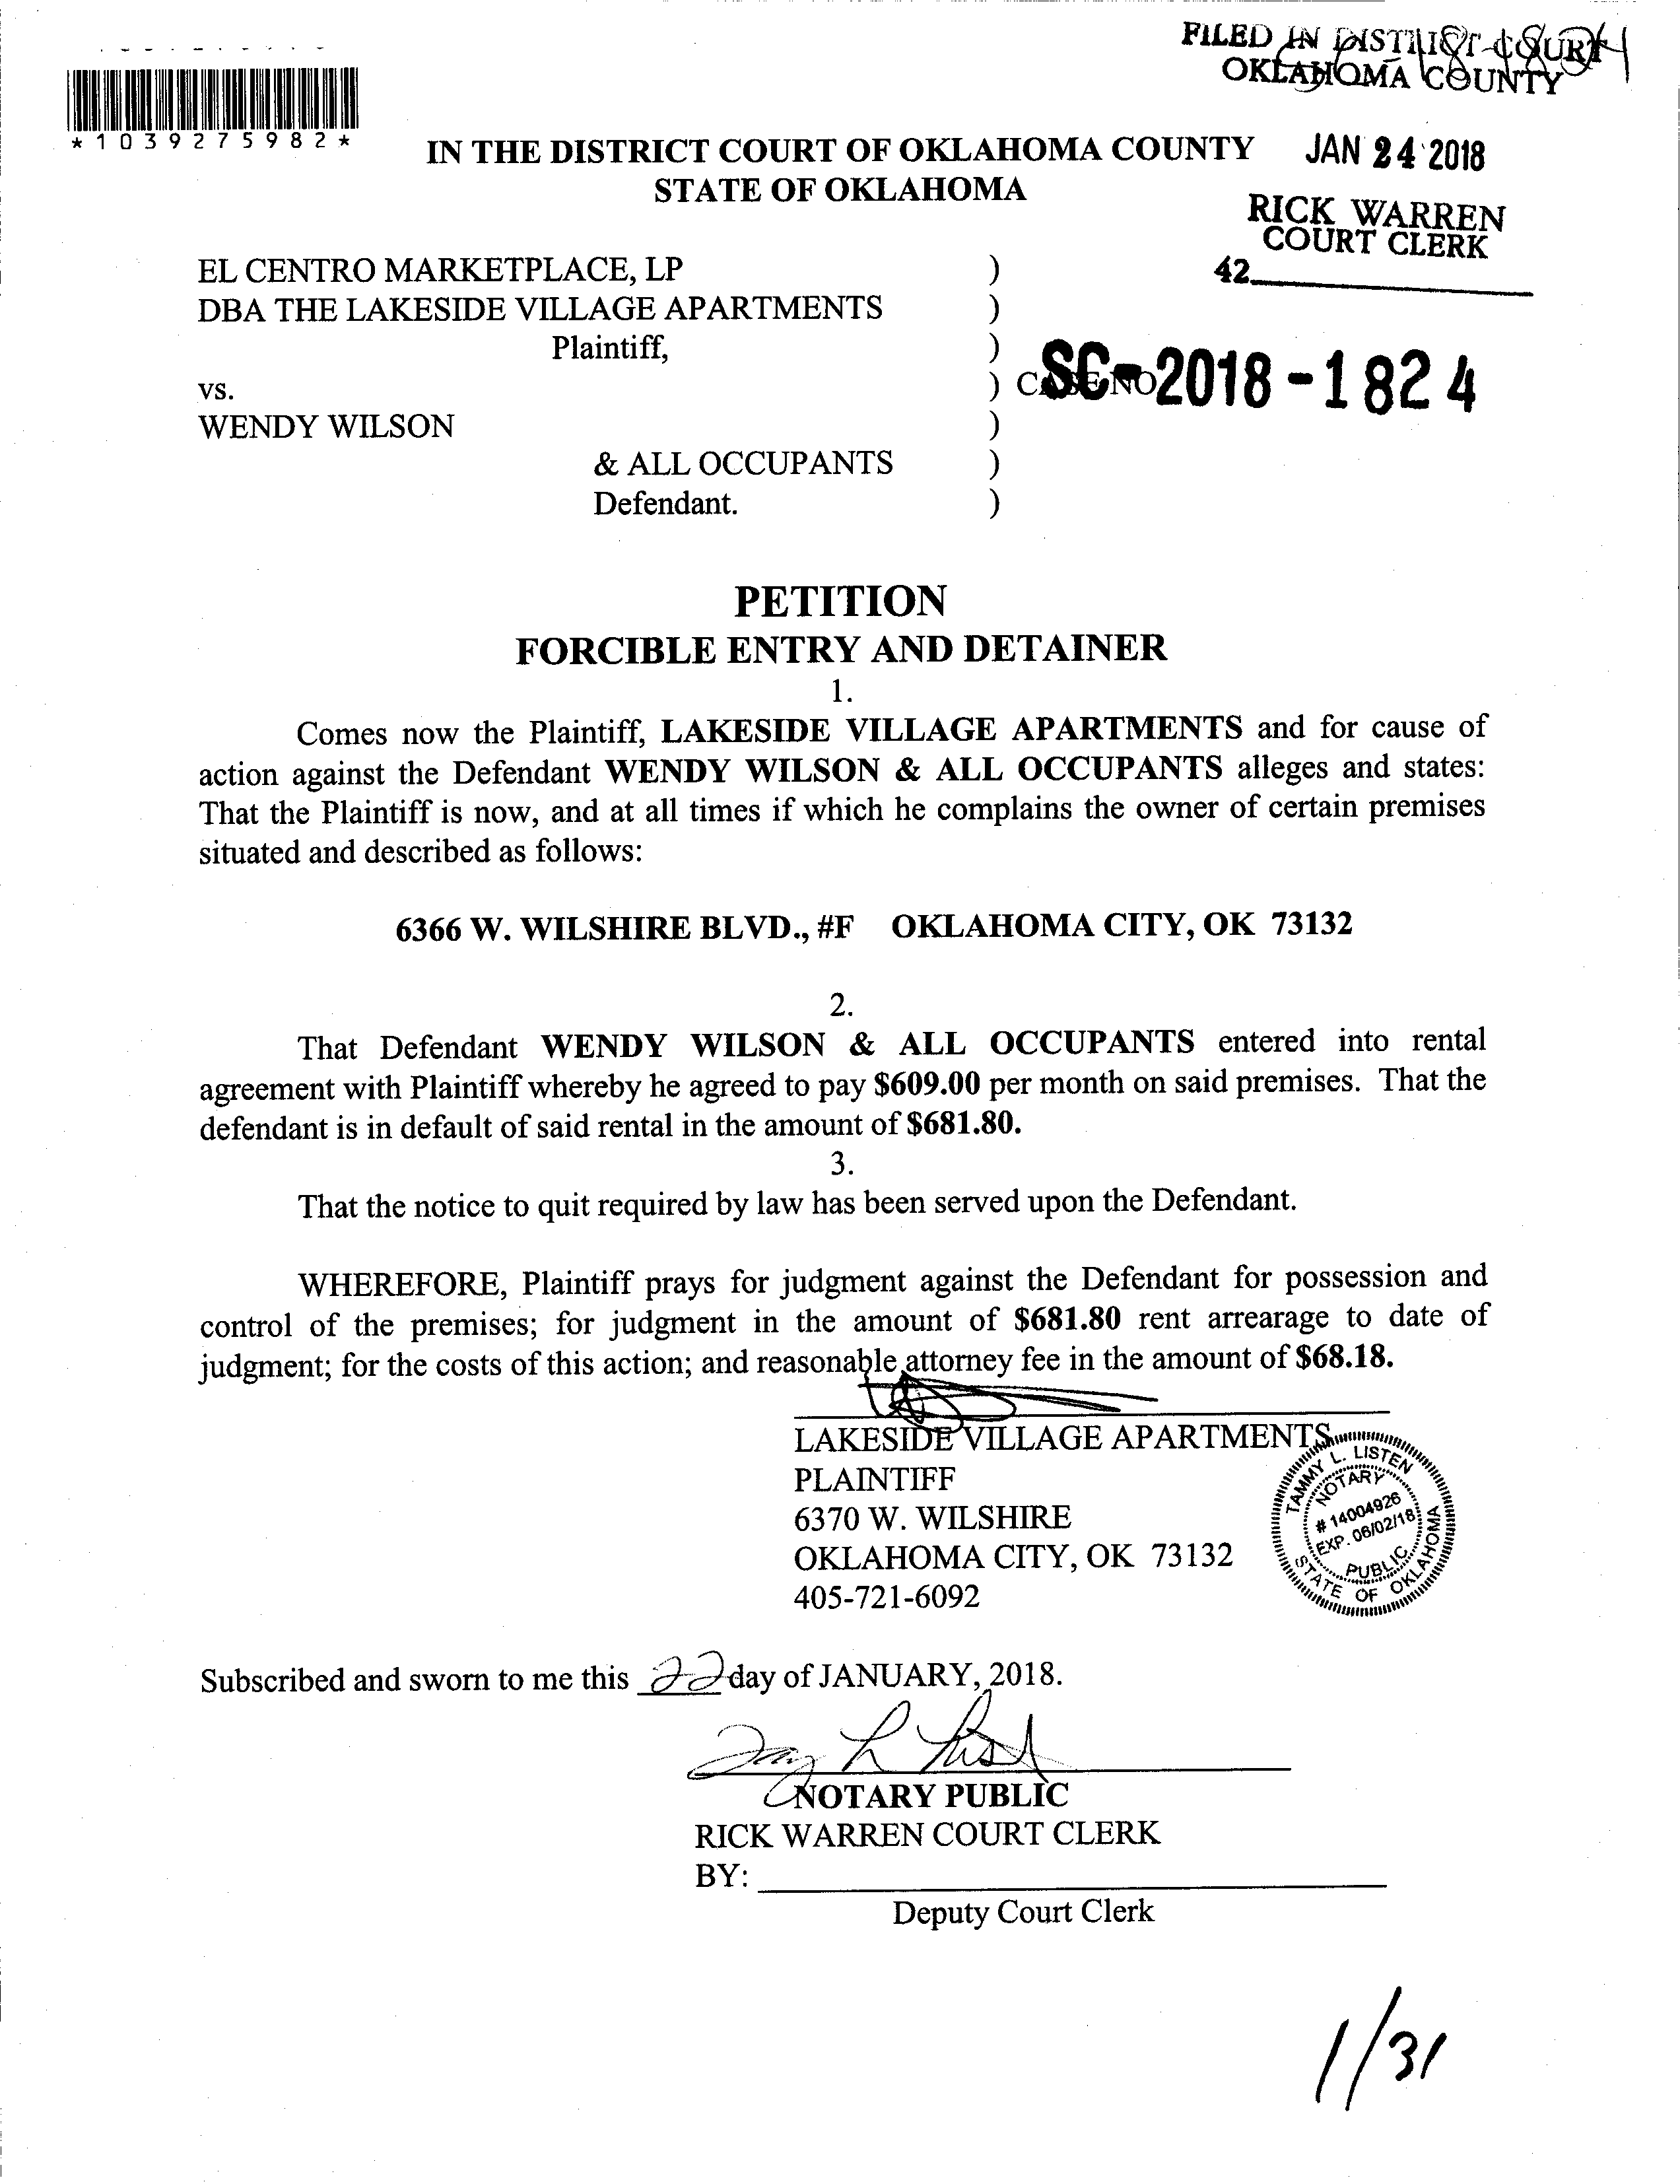 FILED IN DISTRICT COURT
OKLAHOMA COUNTY
*1039275982*
IN THE DISTRICT COURT OF OKLAHOMA COUNTY
STATE OF OKLAHOMA
JAN 24 2018
RICK WARREN
COURT CLERK
42
EL CENTRO MARKETPLACE, LP )
DBA THE LAKESIDE VILLAGE APARTMENTS )
Plaintiff, )
vs. ) CASE NO SC-2018-1824
WENDY WILSON )
& ALL OCCUPANTS )
Defendant. )
PETITION
FORCIBLE ENTRY AND DETAINER
1.
Comes now the Plaintiff, LAKESIDE VILLAGE APARTMENTS and for cause of
action against the Defendant WENDY WILSON & ALL OCCUPANTS alleges and states:
That the Plaintiff is now, and at all times if which he complains the owner of certain premises
situated and described as follows:
6366 W. WILSHIRE BLVD., #F OKLAHOMA CITY, OK 73132
2.
That Defendant WENDY WILSON & ALL OCCUPANTS entered into rental
agreement with Plaintiff whereby he agreed to pay $609.00 per month on said premises. That the
defendant is in default of said rental in the amount of $681.80.
3.
That the notice to quit required by law has been served upon the Defendant.
WHEREFORE, Plaintiff prays for judgment against the Defendant for possession and
control of the premises; for judgment in the amount of $681.80 rent arrearage to date of
judgment; for the costs of this action; and reasonable attorney fee in the amount of $68.18.
LAKESIDE VILLAGE APARTMENTS
PLAINTIFF
6370 W. WILSHIRE
OKLAHOMA CITY, OK 73132
405-721-6092
TAMMY L. LISTEN
NOTARY
# 14004926
EXP. 06/02/18
PUBLIC
STATE OF OKLAHOMA
Subscribed and sworn to me this 22 day of JANUARY, 2018.
NOTARY PUBLIC
RICK WARREN COURT CLERK
BY:
Deputy Court Clerk
1/31